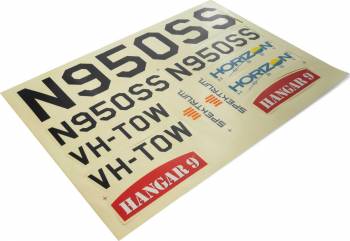 N950SS
N950SS
N950SS
VH-TOW
VH-TOW
HORIZON
HORIZON
SPEKTRUM
SPEKTRUM
HANGAR 9
HANGAR 9